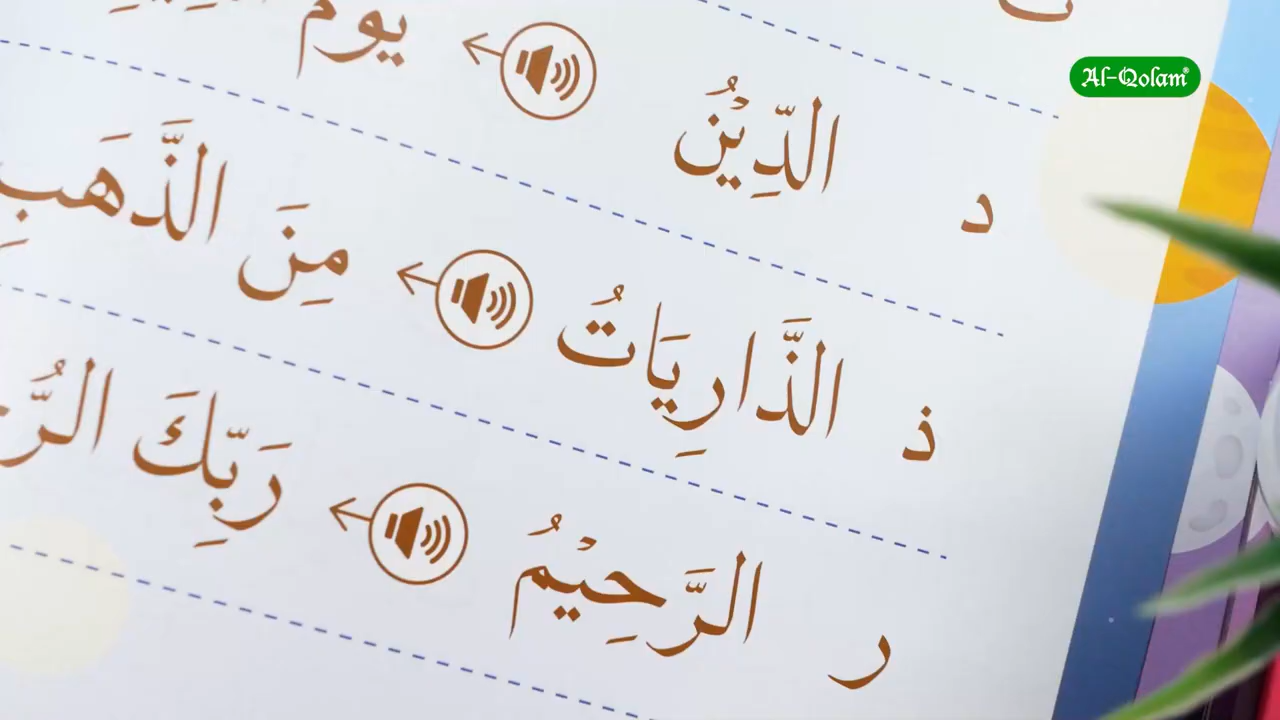 Al-Qolam
د الدِّيْنُ يوم
ذ الذَّارِيَاتُ مِنَ الذَّهَبِ
ر الرَّحِيْمُ رَبِّكَ